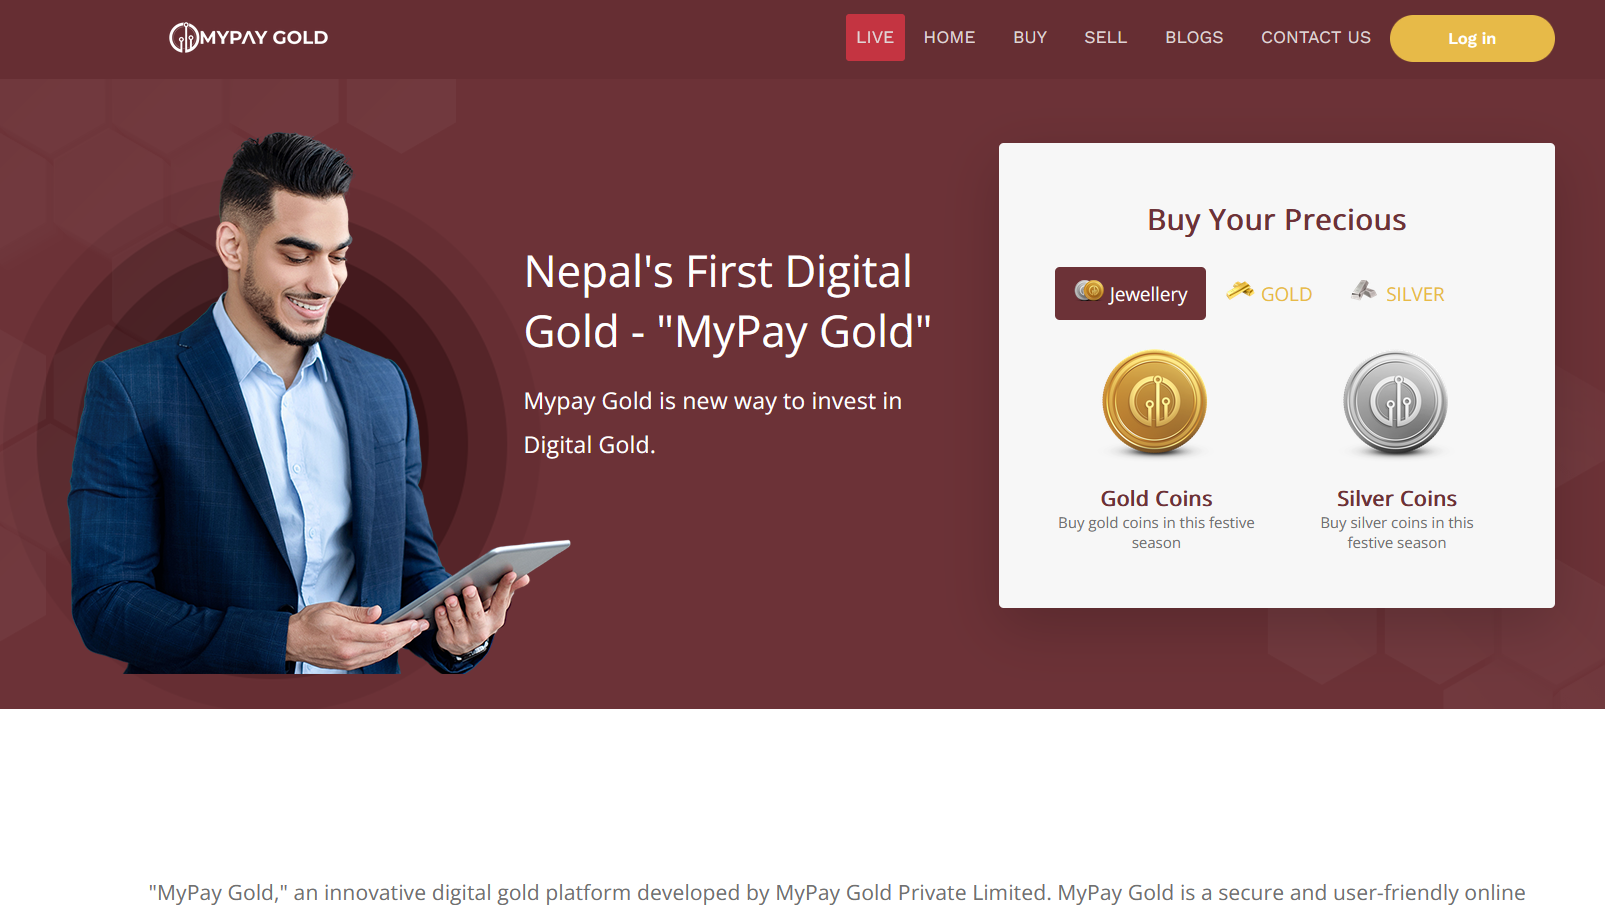 MYPAY GOLD
LIVE
HOME
BUY
SELL
BLOGS
CONTACT US
Log in
Nepal's First Digital
Gold - "MyPay Gold"
Mypay Gold is new way to invest in
Digital Gold.
Buy Your Precious
Jewellery
GOLD
SILVER
Gold Coins
Buy gold coins in this festive
season
Silver Coins
Buy silver coins in this
festive season
"MyPay Gold," an innovative digital gold platform developed by MyPay Gold Private Limited. MyPay Gold is a secure and user-friendly online